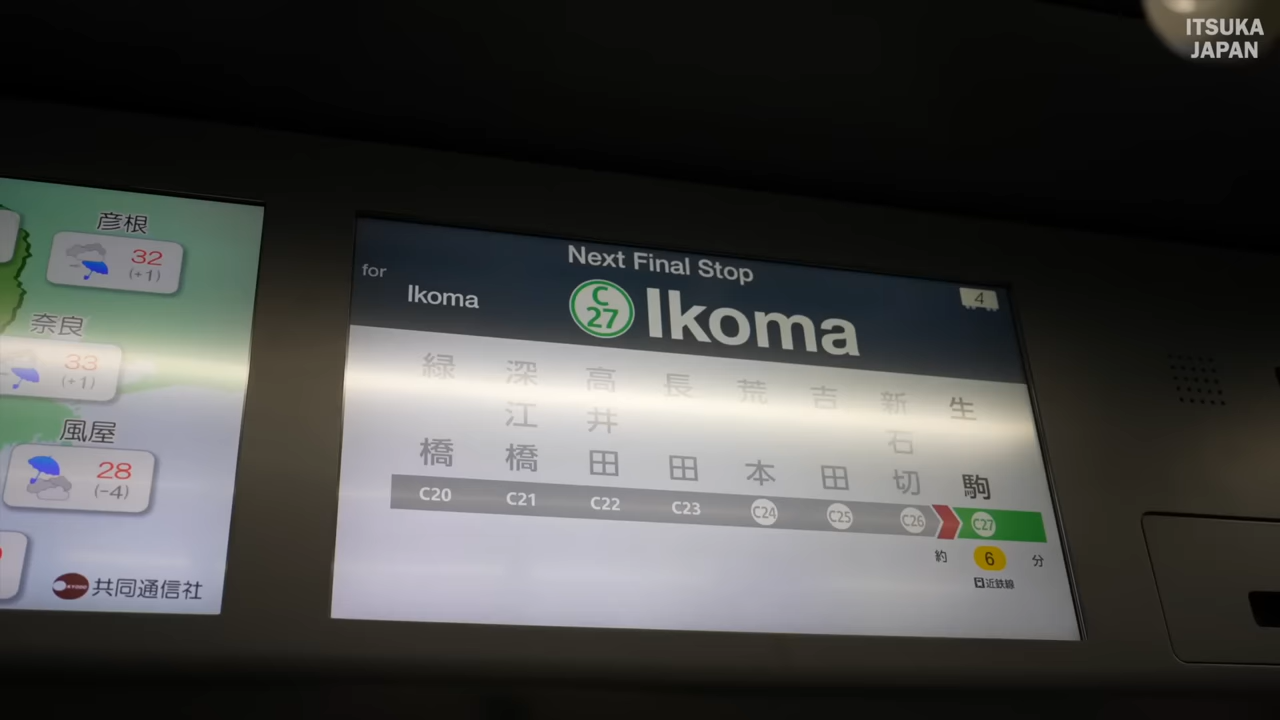 ITSUKA
JAPAN
彦根
32
(+1)
奈良
33
(+1)
風屋
28
(-4)
共同通信社
for
Ikoma
Next Final Stop
C
27
Ikoma
4
緑橋
深江橋
高井田
長田
荒本
吉田
新石切
生駒
C20 C21 C22 C23 C24 C25 C26 C27
約 6 分
近鉄線